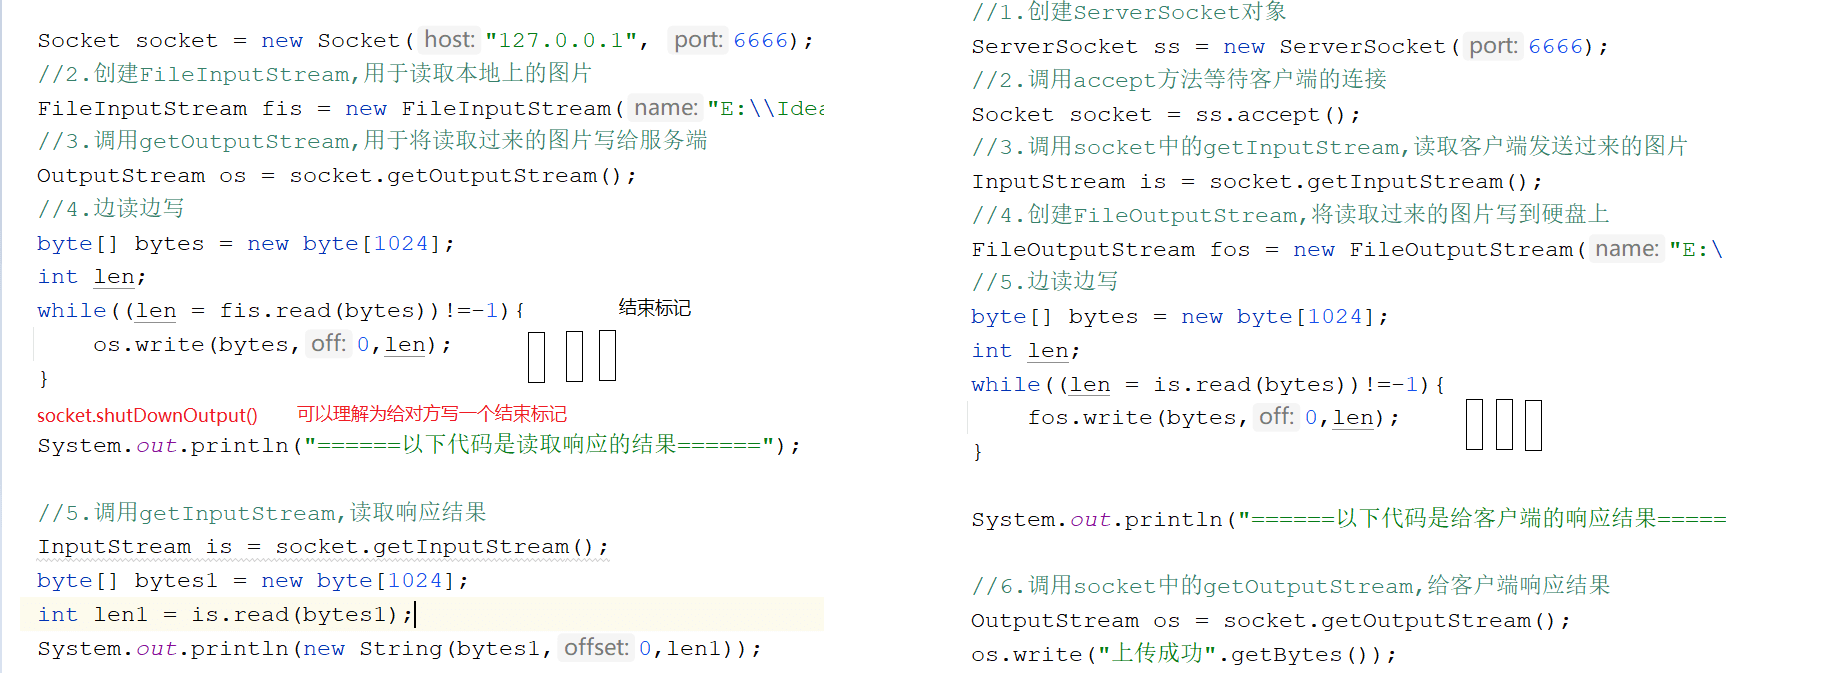 Socket socket = new Socket( host: "127.0.0.1", port: 6666);
//2.创建FileInputStream,用于读取本地上的图片
FileInputStream fis = new FileInputStream( name: "E:\\Idea
//3.调用getOutputStream,用于将读取过来的图片写给服务端
OutputStream os = socket.getOutputStream();
//4.边读边写
byte[] bytes = new byte[1024];
int len;
while((len = fis.read(bytes))!=-1){
结束标记
os.write(bytes, off: 0,len);
}
socket.shutDownOutput() 可以理解为给对方写一个结束标记
System.out.println("======以下代码是读取响应的结果======");
//5.调用getInputStream,读取响应结果
InputStream is = socket.getInputStream();
byte[] bytes1 = new byte[1024];
int len1 = is.read(bytes1);
System.out.println(new String(bytes1, offset: 0,len1));
//1.创建ServerSocket对象
ServerSocket ss = new ServerSocket( port: 6666);
//2.调用accept方法等待客户端的连接
Socket socket = ss.accept();
//3.调用socket中的getInputStream,读取客户端发送过来的图片
InputStream is = socket.getInputStream();
//4.创建FileOutputStream,将读取过来的图片写到硬盘上
FileOutputStream fos = new FileOutputStream( name: "E:\
//5.边读边写
byte[] bytes = new byte[1024];
int len;
while((len = is.read(bytes))!=-1){
fos.write(bytes, off: 0,len);
}
System.out.println("======以下代码是给客户端的响应结果=====
//6.调用socket中的getOutputStream,给客户端响应结果
OutputStream os = socket.getOutputStream();
os.write("上传成功".getBytes());